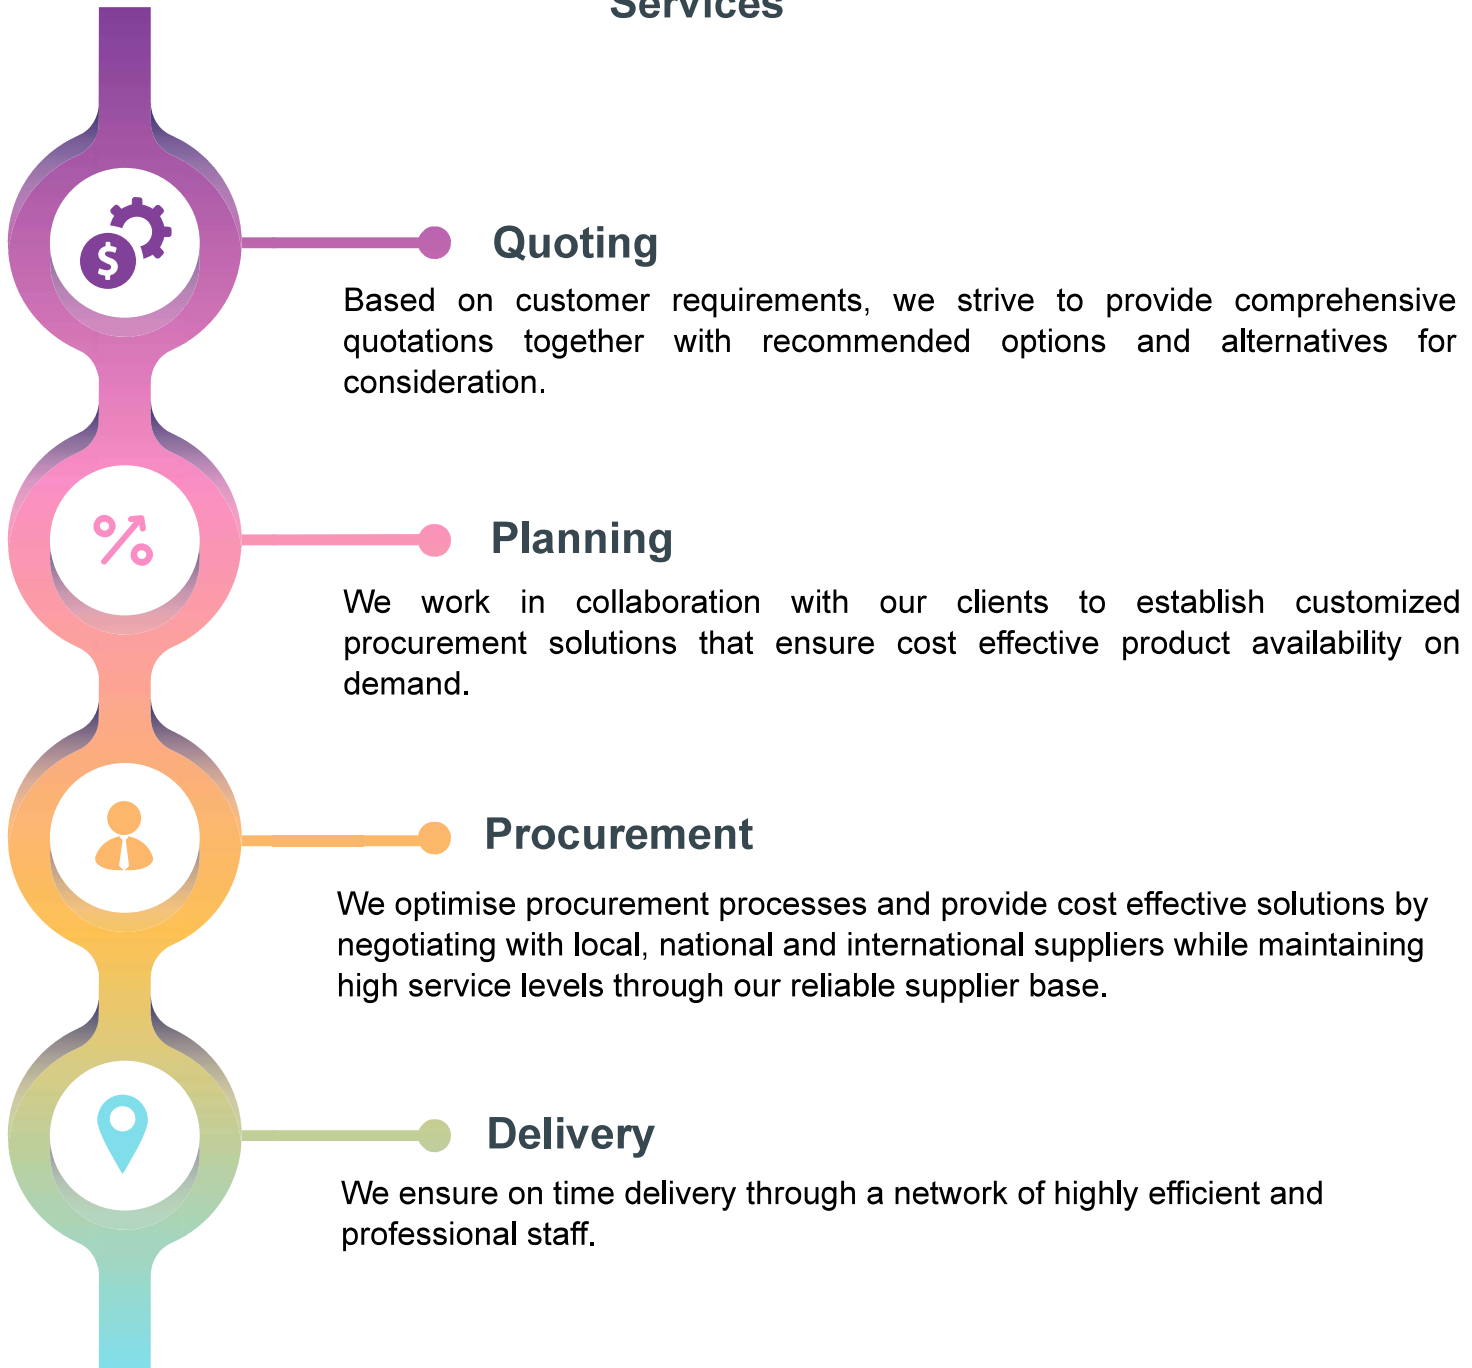 Services
Quoting
Based on customer requirements, we strive to provide comprehensive
quotations together with recommended options and alternatives for
consideration.
Planning
We work in collaboration with our clients to establish customized
procurement solutions that ensure cost effective product availability on
demand.
Procurement
We optimise procurement processes and provide cost effective solutions by
negotiating with local, national and international suppliers while maintaining
high service levels through our reliable supplier base.
Delivery
We ensure on time delivery through a network of highly efficient and
professional staff.